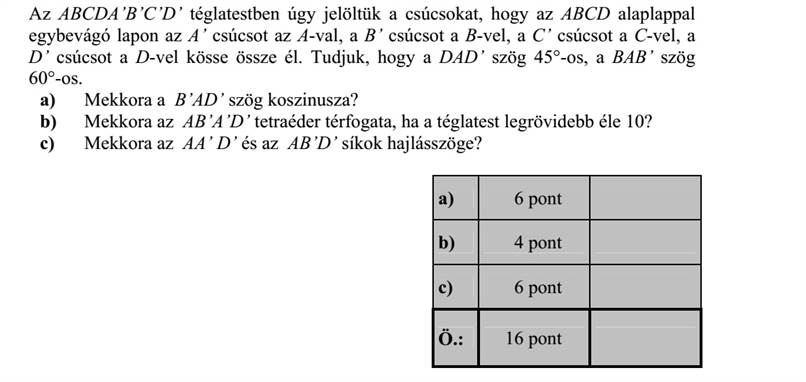 Az ABCDA’B’C’D’ téglatestben úgy jelöltük a csúcsokat, hogy az ABCD alaplappal
egybevágó lapon az A’ csúcsot az A-val, a B’ csúcsot a B-vel, a C’ csúcsot a C-vel, a
D’ csúcsot a D-vel kösse össze él. Tudjuk, hogy a DAD’ szög 45°-os, a BAB’ szög
60°-os.
a) Mekkora a B’AD’ szög koszinusza?
b) Mekkora az AB’A’D’ tetraéder térfogata, ha a téglatest legrövidebb éle 10?
c) Mekkora az AA’D’ és az AB’D’ síkok hajlásszöge?
a) 6 pont
b) 4 pont
c) 6 pont
Ö.: 16 pont